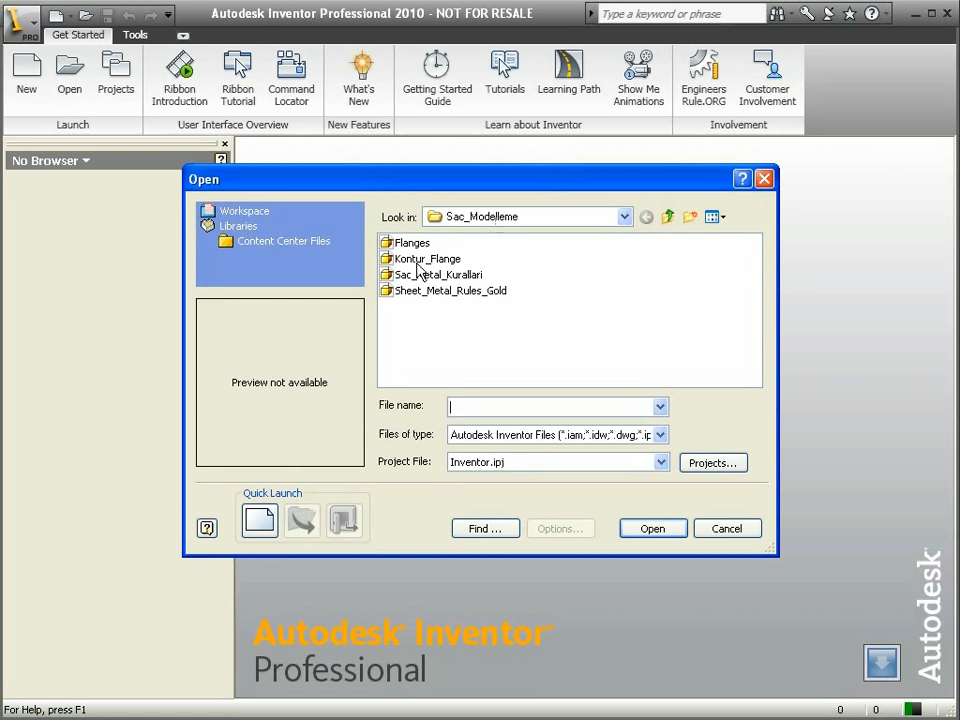 Autodesk Inventor Professional 2010 - NOT FOR RESALE
Type a keyword or phrase
PRO
Get Started
Tools
New
Open
Projects
Ribbon Introduction
Ribbon Tutorial
Command Locator
What's New
Getting Started Guide
Tutorials
Learning Path
Show Me Animations
Engineers Rule.ORG
Customer Involvement
Launch
User Interface Overview
New Features
Learn about Inventor
Involvement
No Browser
Open
Workspace
Libraries
Content Center Files
Look in:
Sac_Modelleme
Flanges
Kontur_Flange
Sac_Metal_Kurallari
Sheet_Metal_Rules_Gold
Preview not available
File name:
Files of type:
Autodesk Inventor Files (*.iam;*.idw;*.dwg;*.ip
Project File:
Inventor.ipj
Projects...
Quick Launch
Find ...
Options...
Open
Cancel
Autodesk Inventor
Professional
Autodesk
For Help, press F1
0
0